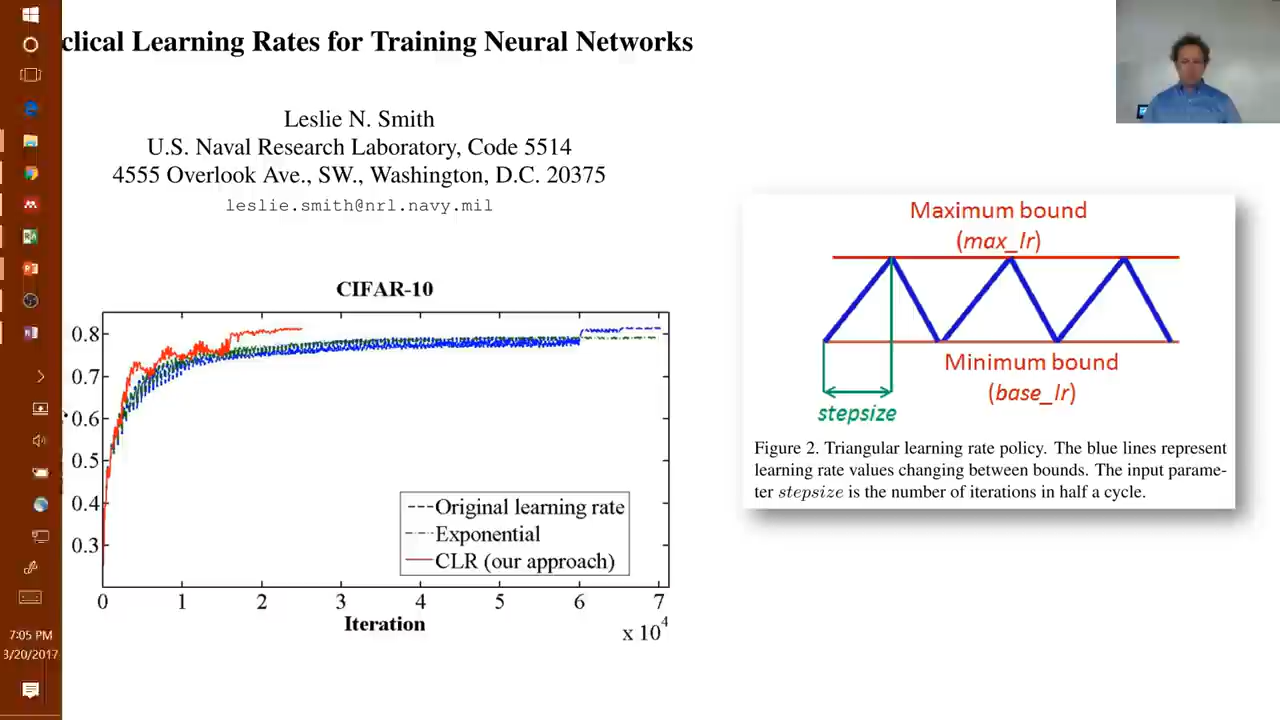 clical Learning Rates for Training Neural Networks
Leslie N. Smith
U.S. Naval Research Laboratory, Code 5514
4555 Overlook Ave., SW., Washington, D.C. 20375
leslie.smith@nrl.navy.mil
CIFAR-10
0.8
0.7
0.6
0.5
0.4
0.3
Original learning rate
Exponential
CLR (our approach)
0 1 2 3 4 5 6 7
Iteration
x 10^4
Maximum bound
(max_lr)
Minimum bound
(base_lr)
stepsize
Figure 2. Triangular learning rate policy. The blue lines represent
learning rate values changing between bounds. The input parame-
ter stepsize is the number of iterations in half a cycle.
7:05 PM
3/20/2017